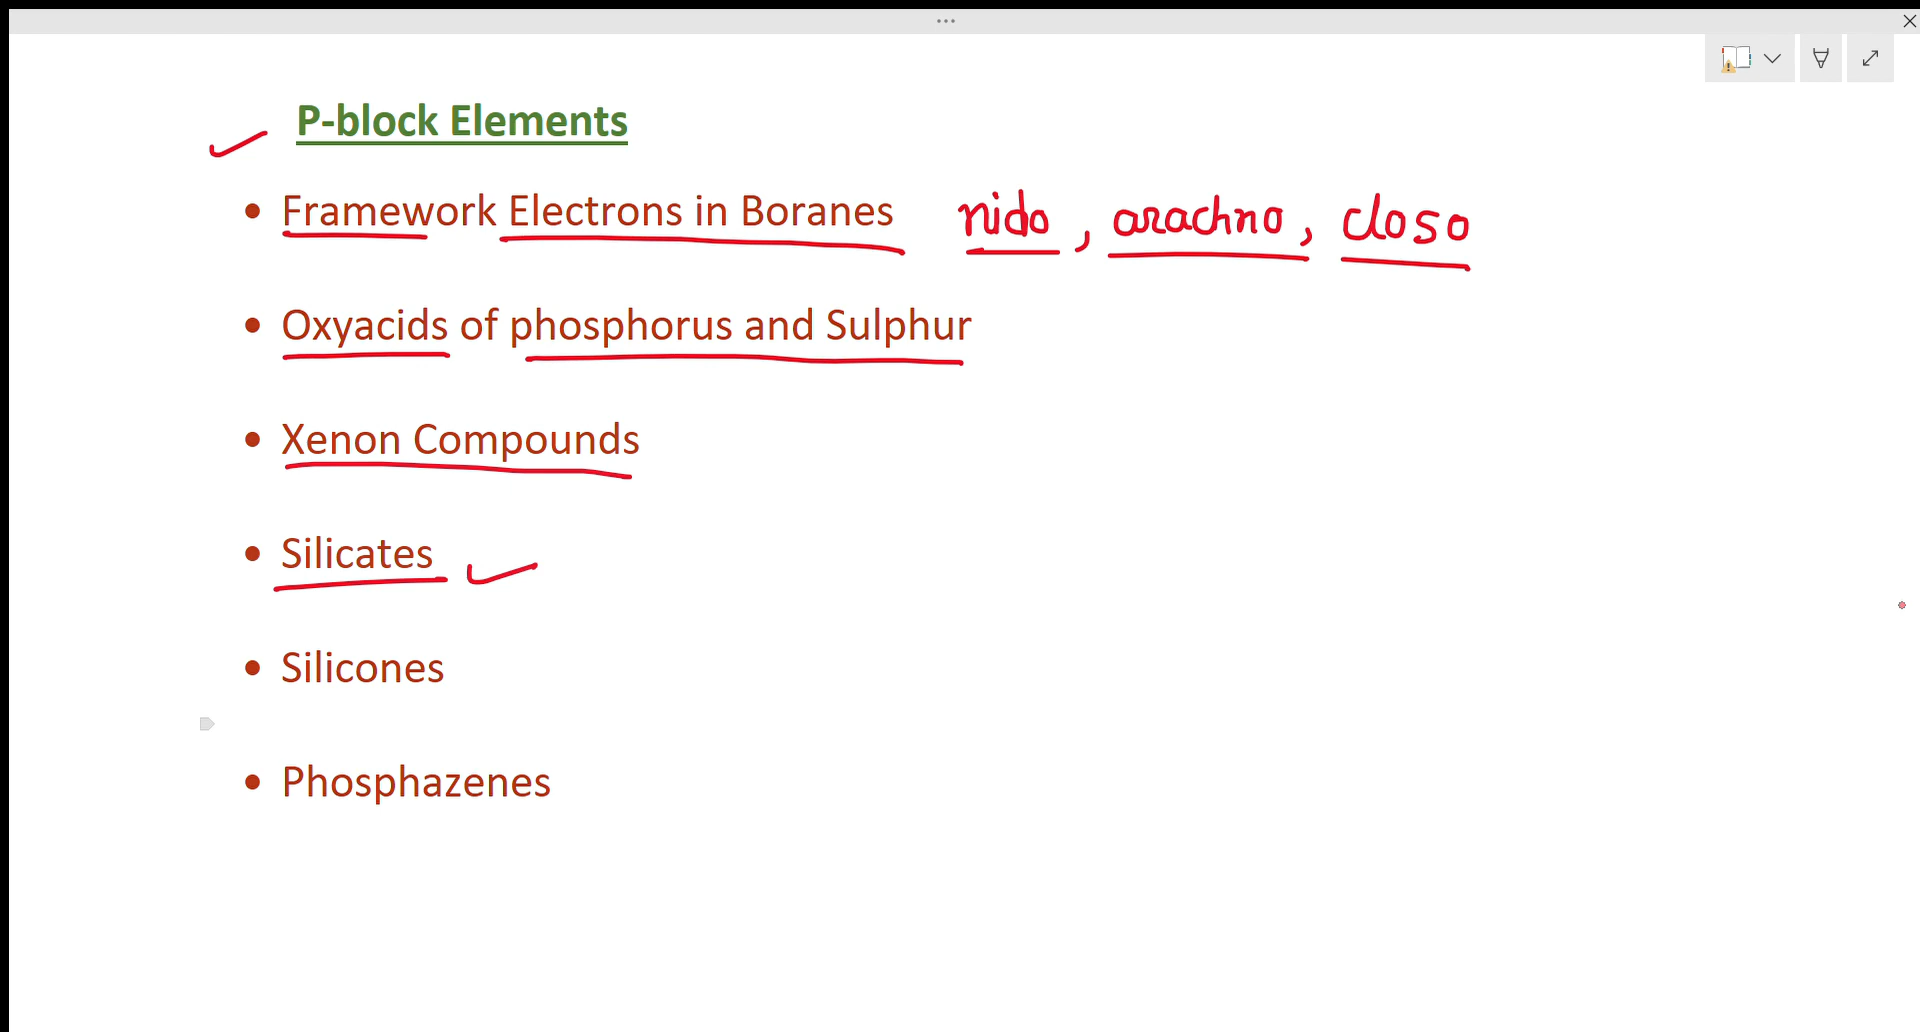 P-block Elements
• Framework Electrons in Boranes nido, arachno, closo
• Oxyacids of phosphorus and Sulphur
• Xenon Compounds
• Silicates
• Silicones
• Phosphazenes